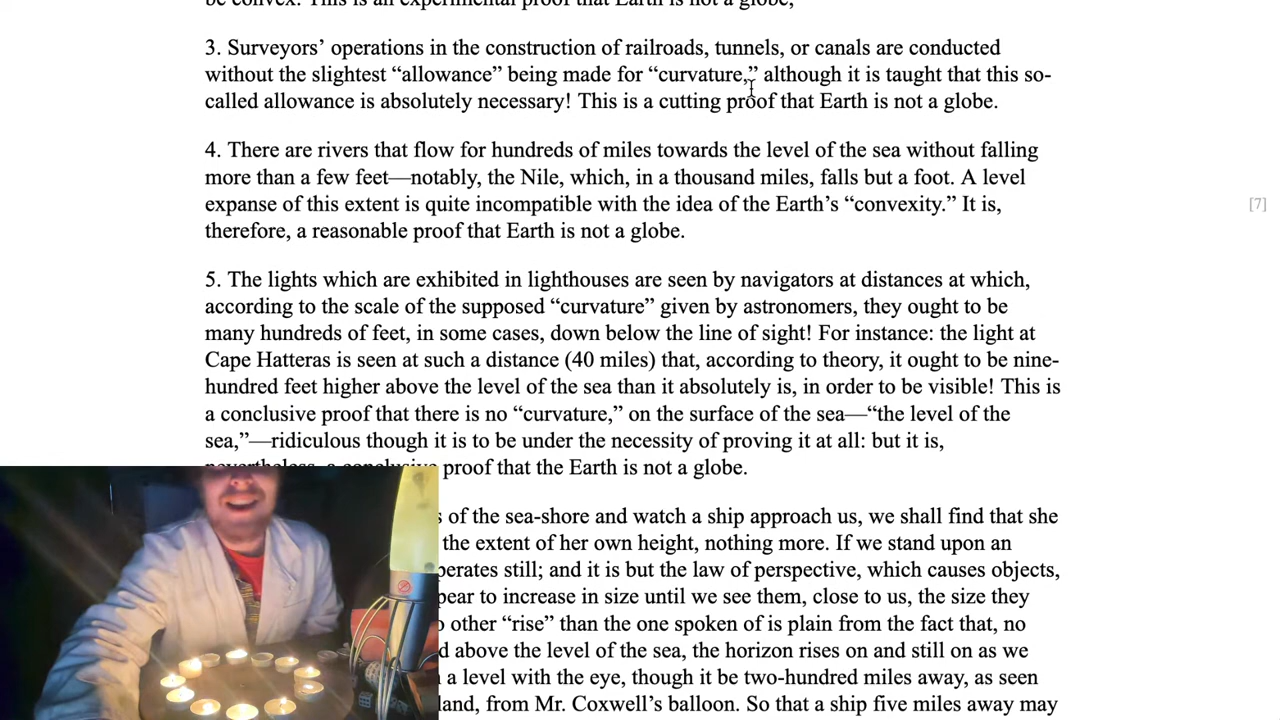 be convex. This is an experimental proof that Earth is not a globe,
3. Surveyors’ operations in the construction of railroads, tunnels, or canals are conducted
without the slightest “allowance” being made for “curvature,” although it is taught that this so-
called allowance is absolutely necessary! This is a cutting proof that Earth is not a globe.
4. There are rivers that flow for hundreds of miles towards the level of the sea without falling
more than a few feet—notably, the Nile, which, in a thousand miles, falls but a foot. A level
expanse of this extent is quite incompatible with the idea of the Earth’s “convexity.” It is,
[7]
therefore, a reasonable proof that Earth is not a globe.
5. The lights which are exhibited in lighthouses are seen by navigators at distances at which,
according to the scale of the supposed “curvature” given by astronomers, they ought to be
many hundreds of feet, in some cases, down below the line of sight! For instance: the light at
Cape Hatteras is seen at such a distance (40 miles) that, according to theory, it ought to be nine-
hundred feet higher above the level of the sea than it absolutely is, in order to be visible! This is
a conclusive proof that there is no “curvature,” on the surface of the sea—“the level of the
sea,”—ridiculous though it is to be under the necessity of proving it at all: but it is,
nevertheless, a conclusive proof that the Earth is not a globe.
of the sea-shore and watch a ship approach us, we shall find that she
the extent of her own height, nothing more. If we stand upon an
still; and it is but the law of perspective, which causes objects,
to increase in size until we see them, close to us, the size they
other “rise” than the one spoken of is plain from the fact that, no
above the level of the sea, the horizon rises on and still on as we
a level with the eye, though it be two-hundred miles away, as seen
from Mr. Coxwell’s balloon. So that a ship five miles away may